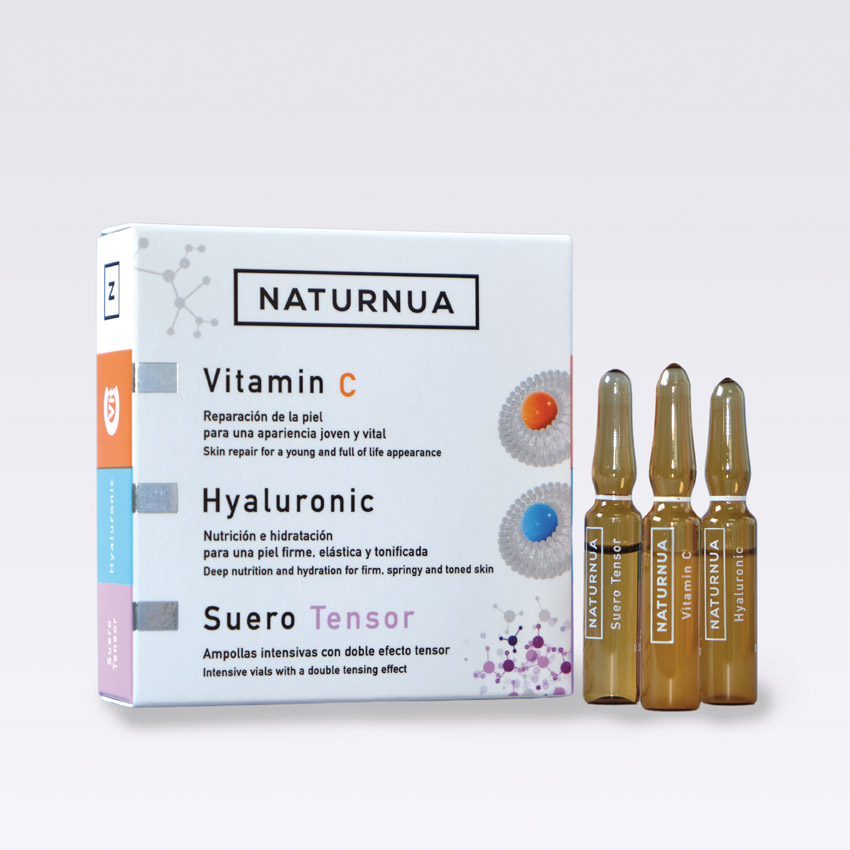 NATURNUA
Vitamin C
Reparación de la piel
para una apariencia joven y vital
Skin repair for a young and full of life appearance
Hyaluronic
Nutrición e hidratación
para una piel firme, elástica y tonificada
Deep nutrition and hydration for firm, springy and toned skin
Suero Tensor
Ampollas intensivas con doble efecto tensor
Intensive vials with a double tensing effect
Z
Hyaluronic
Suero
Tensor
NATURNUA
Suero Tensor
NATURNUA
Vitamin C
NATURNUA
Hyaluronic